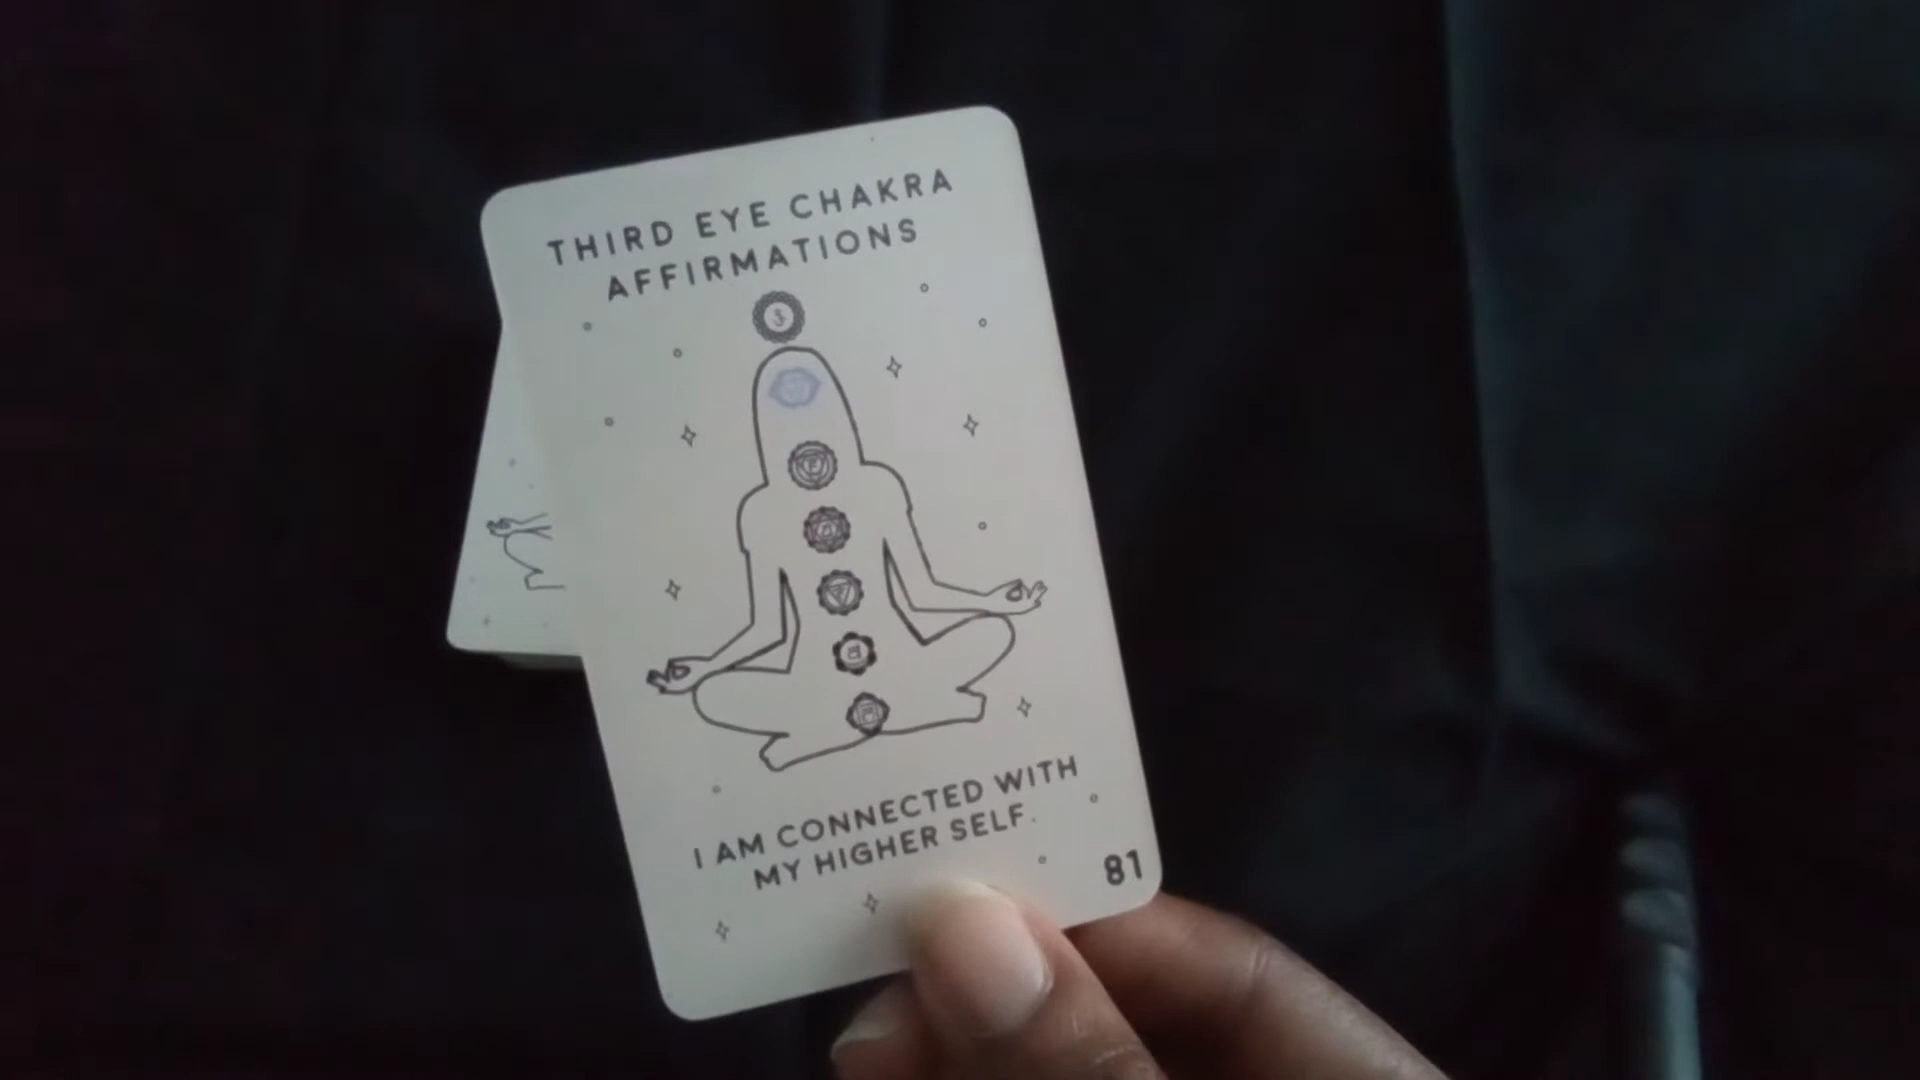 THIRD EYE CHAKRA
AFFIRMATIONS
I AM CONNECTED WITH
MY HIGHER SELF.
81